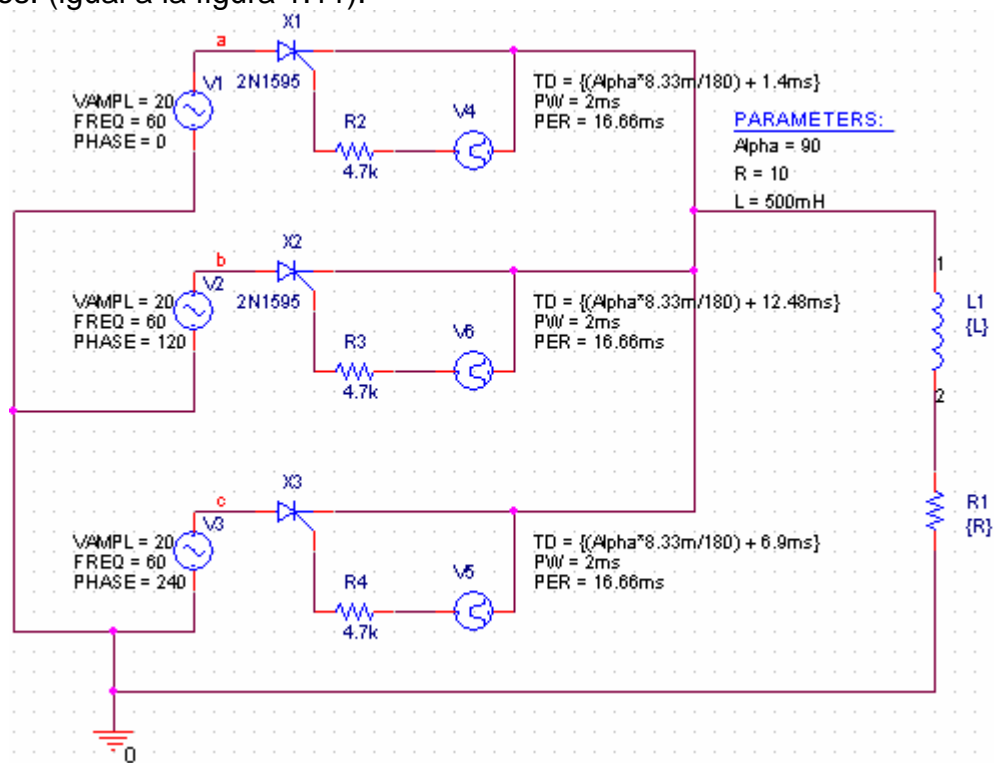 es. (igual a la figura 1.11).
X1
a
V1
2N1595
VAMPL = 20
FREQ = 60
PHASE = 0
R2
4.7k
V4
TD = {(Alpha*8.33m/180) + 1.4ms}
PW = 2ms
PER = 16.66ms
PARAMETERS:
Alpha = 90
R = 10
L = 500mH
X2
b
V2
2N1595
VAMPL = 20
FREQ = 60
PHASE = 120
R3
4.7k
V6
TD = {(Alpha*8.33m/180) + 12.48ms}
PW = 2ms
PER = 16.66ms
1
L1
{L}
2
X3
c
V3
VAMPL = 20
FREQ = 60
PHASE = 240
R4
4.7k
V5
TD = {(Alpha*8.33m/180) + 6.9ms}
PW = 2ms
PER = 16.66ms
R1
{R}
0